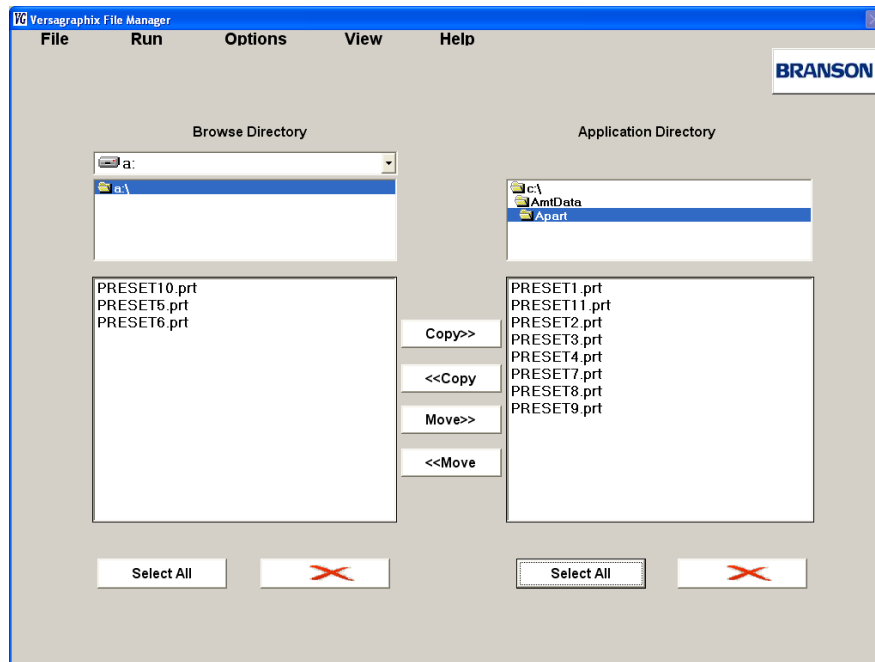 VG Versagraphix File Manager
File Run Options View Help
BRANSON
Browse Directory
Application Directory
a:
a:\
c:\
AmtData
Apart
PRESET10.prt
PRESET5.prt
PRESET6.prt
Copy>>
<<Copy
Move>>
<<Move
PRESET1.prt
PRESET11.prt
PRESET2.prt
PRESET3.prt
PRESET4.prt
PRESET7.prt
PRESET8.prt
PRESET9.prt
Select All
Select All